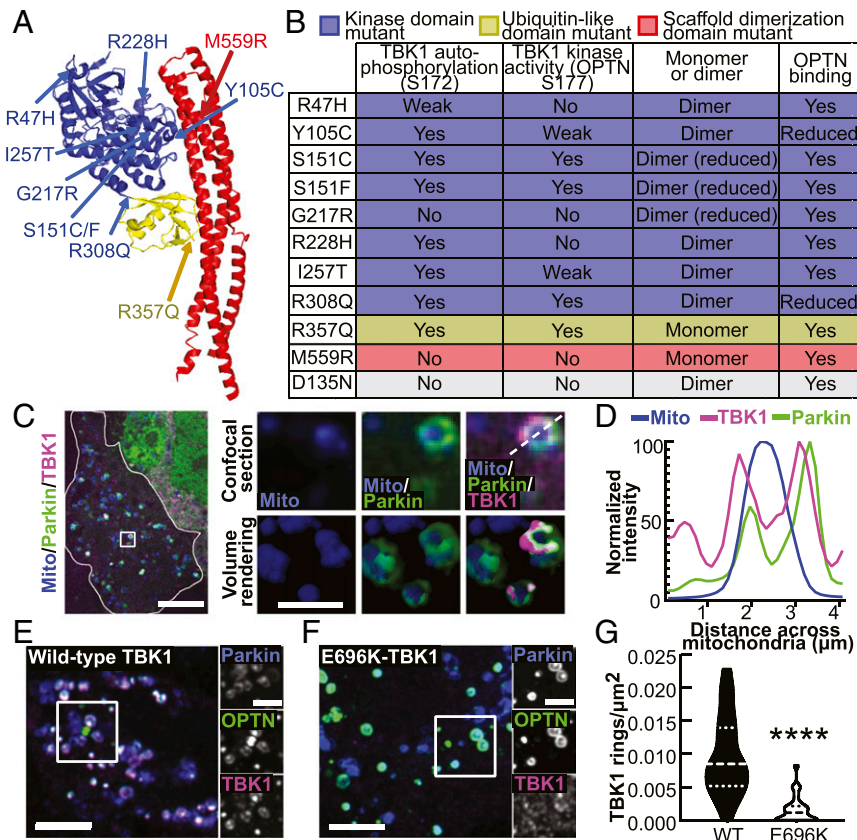 A
R228H
M559R
R47H
Y105C
I257T
G217R
S151C/F
R308Q
R357Q
B
Kinase domain mutant
Ubiquitin-like domain mutant
Scaffold dimerization domain mutant
TBK1 auto-phosphorylation (S172) | TBK1 kinase activity (OPTN S177) | Monomer or dimer | OPTN binding
R47H Weak No Dimer Yes
Y105C Yes Weak Dimer Reduced
S151C Yes Yes Dimer (reduced) Yes
S151F Yes Yes Dimer (reduced) Yes
G217R No No Dimer (reduced) Yes
R228H Yes No Dimer Yes
I257T Yes Weak Dimer Yes
R308Q Yes Yes Dimer Reduced
R357Q Yes Yes Monomer Yes
M559R No No Monomer Yes
D135N No No Dimer Yes
C
Mito/Parkin/TBK1
Confocal
section
Mito
Mito/
Parkin
Mito/
Parkin/
TBK1
Volume
rendering
D
Mito TBK1 Parkin
Normalized
intensity
100
50
0
1 2 3 4
Distance across
mitochondria (μm)
E
Wild-type TBK1
Parkin
OPTN
TBK1
F
E696K-TBK1
Parkin
OPTN
TBK1
G
TBK1 rings/μm2
0.025
0.020
0.015
0.010
0.005
0.000
****
WT E696K